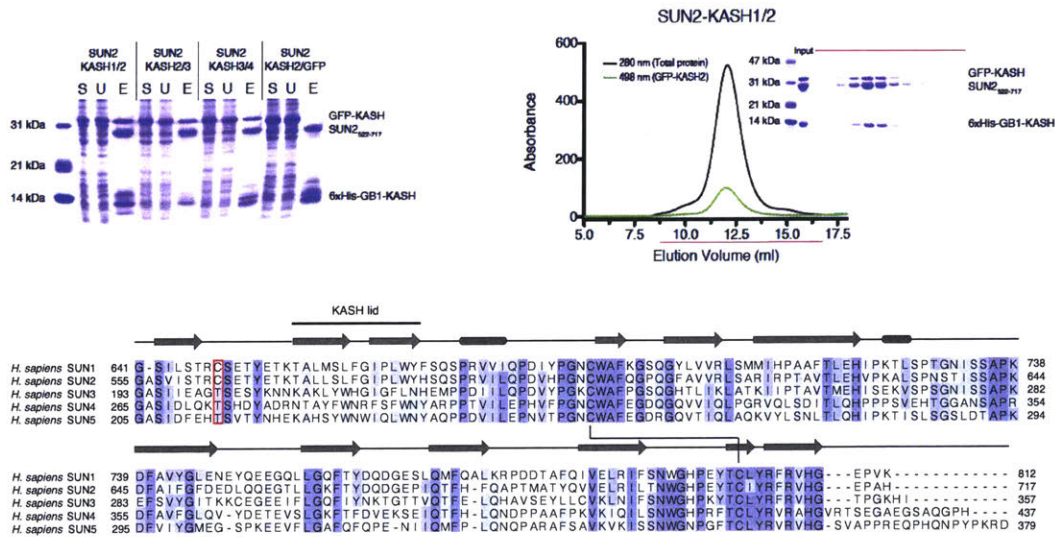 SUN2 KASH1/2 SUN2 KASH2/3 SUN2 KASH3/4 SUN2 KASH2/GFP
S U E S U E S U E S U E
GFP-KASH
31 kDa
SUN2522-717
21 kDa
14 kDa
6xHis-GB1-KASH
SUN2-KASH1/2
600
400
200
0
Absorbance
280 nm (Total protein)
498 nm (GFP-KASH2)
Input
47 kDa
31 kDa
21 kDa
14 kDa
GFP-KASH
SUN2522-717
6xHis-GB1-KASH
5.0 7.5 10.0 12.5 15.0 17.5
Elution Volume (ml)
KASH lid
H. sapiens SUN1 641 G-SILSTRCSETYETKTALMSLFGIPLWYFSQSPRVVIQPDIYPGNCWAFKGSQGYLVVRLSMMIHPAAFTLEHIPKTLSPTGNISSAPK 738
H. sapiens SUN2 555 GASVISTRCSETYETKTALLSLFGIPLWYHSQSPRVILQPDVHPGNCWAFQGPQGFAVVRLSARIRPTAVTLEHVPKALSPNSTISSAPK 644
H. sapiens SUN3 193 GASIIEAGTSESYKNNKAKLYWHGIGFLNHEMPPDIILQPDVYPGKCWAFPGSQGHTLIKLATKIIPTAVTMEHISEKVSPSGNISSAPK 282
H. sapiens SUN4 265 GASIDLQKTSHDYADRNTAYFWNRFSFWNYARPPTVILEPHVFPGNCWAFEGDQGQVVIQLPGRVQLSDITLQHPPPSVEHTGGANSAPR 354
H. sapiens SUN5 205 GASIDFEHTSVTYNHEKAHSYWNWIQLWNYAQPPDVILEPNVTPGNCWAFEGDRGQVTIQLAQKVYLSNLTLQHIPKTISLSGSLDTAPK 294
H. sapiens SUN1 739 DFAVYGLENEYQEEGQLLGQFTYDQDGESLQMFQALKRPDDTAFQIVELRIFSNWGHPEYTCLYRFRVHG---EPVK---------- 812
H. sapiens SUN2 645 DFAIFGFDEDLQQEGTLLGKFTYDQDGEPIQTFH-FQAPTMATYQVVELRILTNWGHPEYTCIYRFRVHG---EPAH---------- 717
H. sapiens SUN3 283 EFSVYGITKKCEGEEIFLGQFIYNKTGTTVQTFE-LQHAVSEYLLCVKLNIFSNWGHPKYTCLYRFRVHG---TPGKHI-------- 357
H. sapiens SUN4 355 DFAVFGLQV-YDETEVSLGKFTFDVEKSEIQTFH-LQNDPPAAFPKVKIQILSNWGHPRFTCLYRVRAHGVRTSEGAEGSAQGPH---- 437
H. sapiens SUN5 295 DFVIYGMEG-SPKEEVFLGAFQFQPE-NIIQMFP-LQNQPARAFSAVKVKISSNWGNPGFTCLYRVRVHG---SVAPPREQPHQNPYPKRD 379